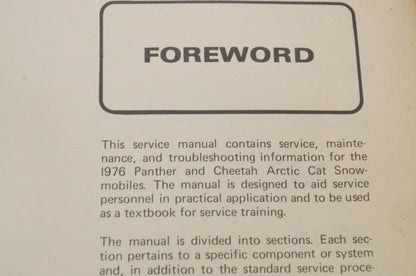 FOREWORD
This service manual contains service, mainte-
nance, and troubleshooting information for the
I976 Panther and Cheetah Arctic Cat Snow-
mobiles. The manual is designed to aid service
personnel in practical application and to be used
as a textbook for service training.
The manual is divided into sections. Each sec-
tion pertains to a specific component or system
and, in addition to the standard service proce-